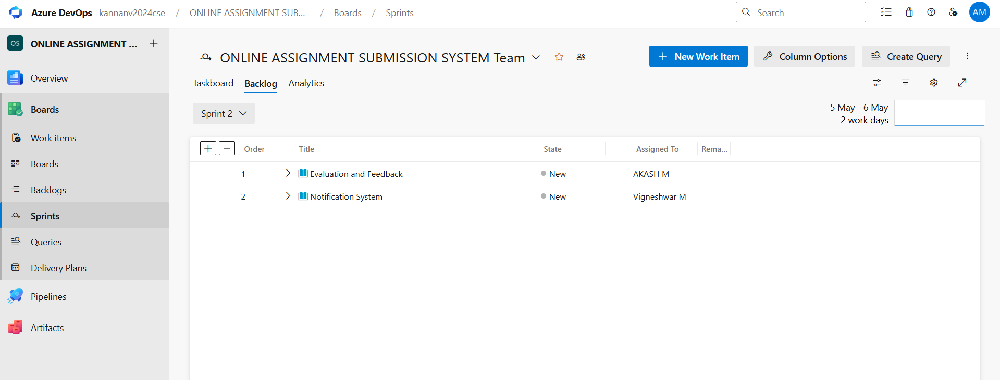 Azure DevOps kannanv2024cse / ONLINE ASSIGNMENT SUB... / Boards / Sprints Search AM
OS ONLINE ASSIGNMENT ...
Overview
Boards
Work items
Boards
Backlogs
Sprints
Queries
Delivery Plans
Pipelines
Artifacts
ONLINE ASSIGNMENT SUBMISSION SYSTEM Team New Work Item Column Options Create Query
Taskboard Backlog Analytics
Sprint 2
5 May - 6 May
2 work days
Order Title State Assigned To Rema...
1 Evaluation and Feedback New AKASH M
2 Notification System New Vigneshwar M